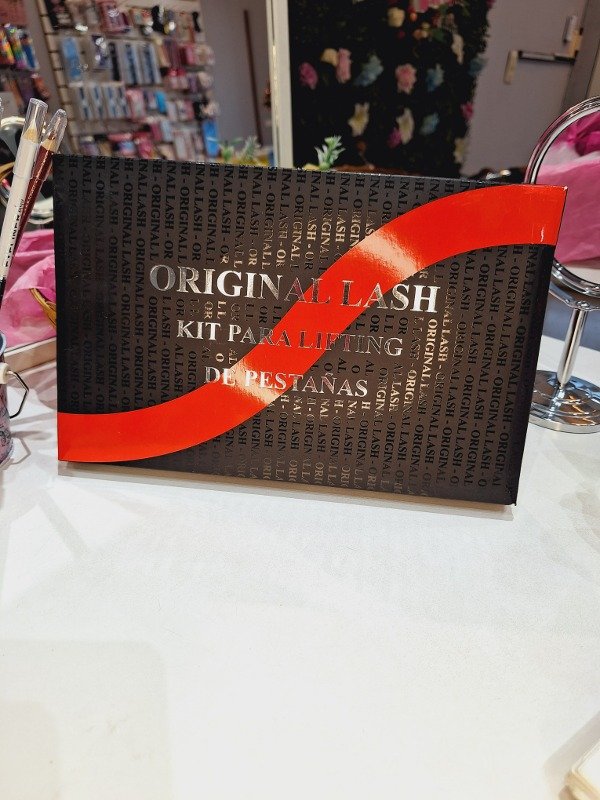 ORIGINAL LASH
KIT PARA LIFTING
DE PESTAÑAS